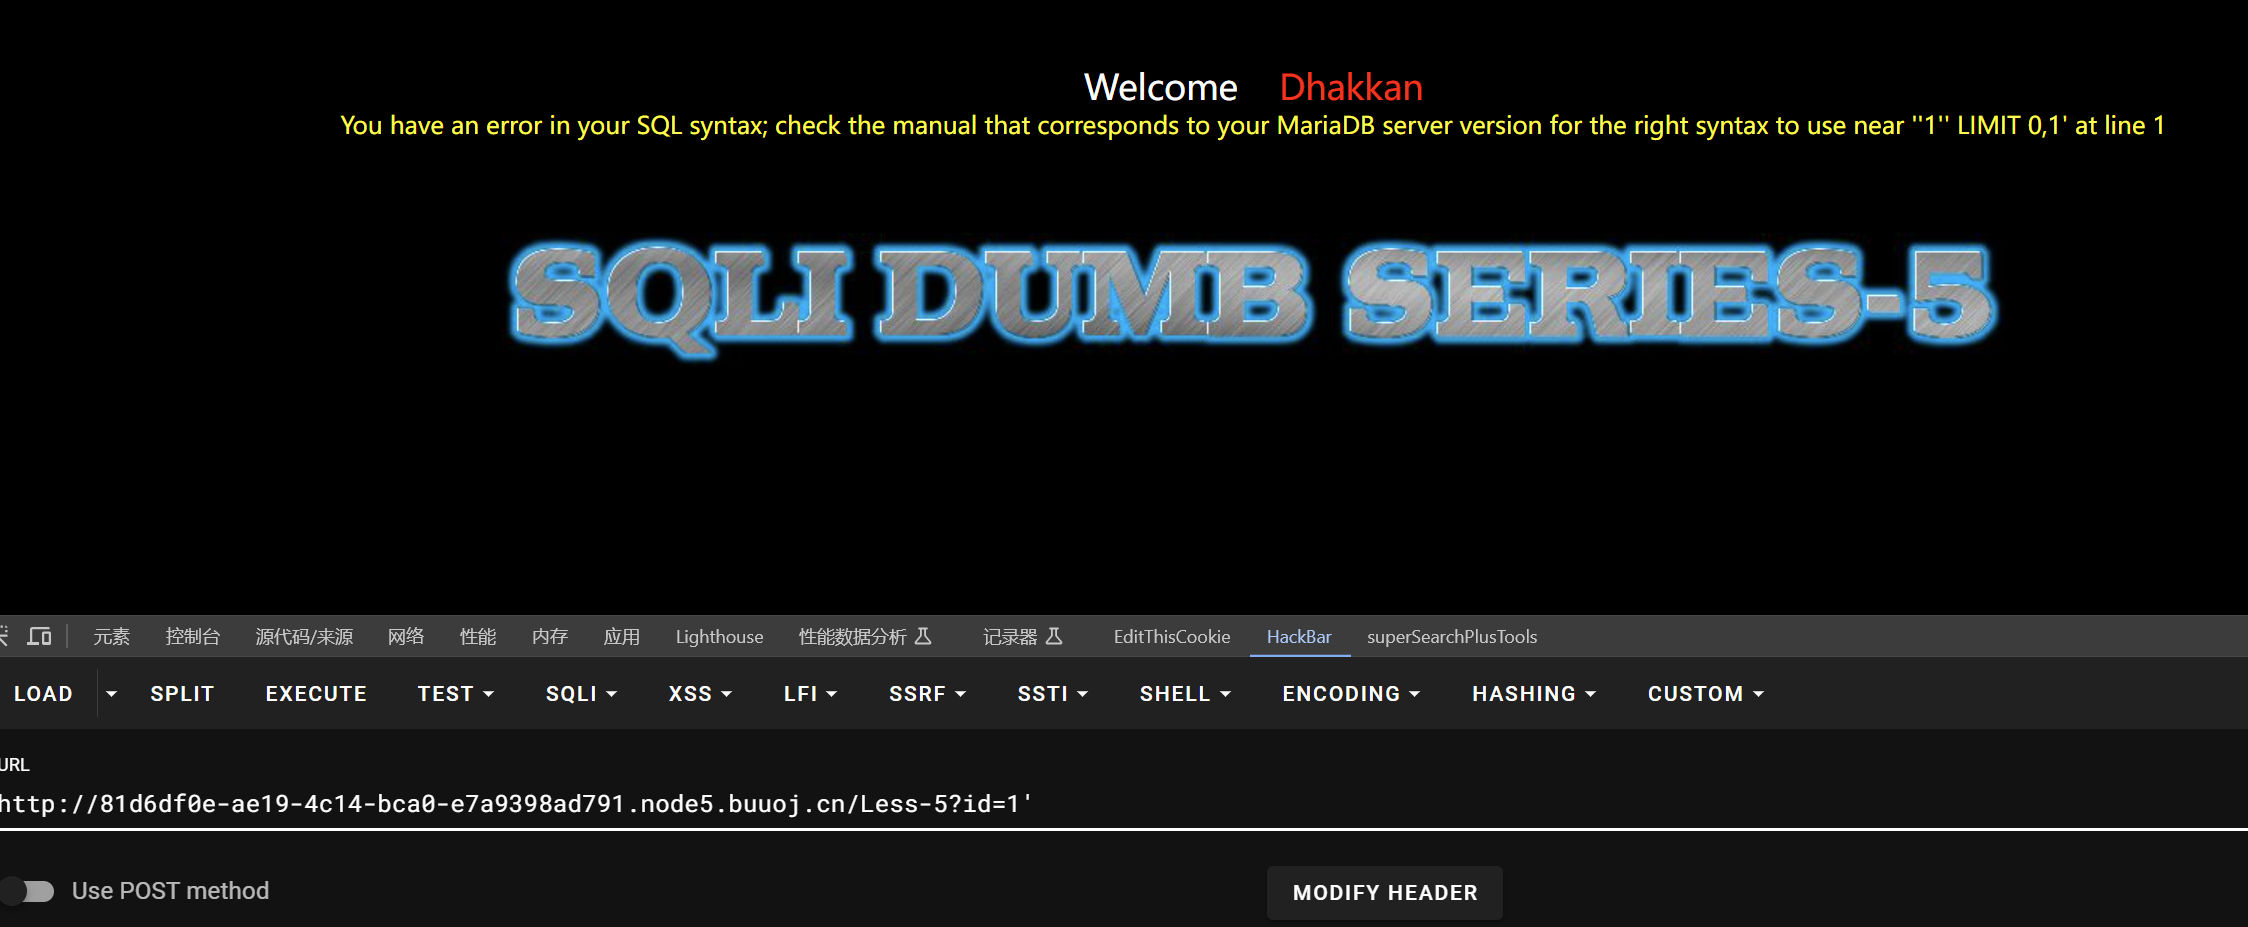 Welcome Dhakkan
You have an error in your SQL syntax; check the manual that corresponds to your MariaDB server version for the right syntax to use near ''1'' LIMIT 0,1' at line 1
SQLI DUMB SERIES-5
元素 控制台 源代码/来源 网络 性能 内存 应用 Lighthouse 性能数据分析 记录器 EditThisCookie HackBar superSearchPlusTools
LOAD SPLIT EXECUTE TEST SQLI XSS LFI SSRF SSTI SHELL ENCODING HASHING CUSTOM
URL
http://81d6df0e-ae19-4c14-bca0-e7a9398ad791.node5.buuoj.cn/Less-5?id=1'
Use POST method MODIFY HEADER